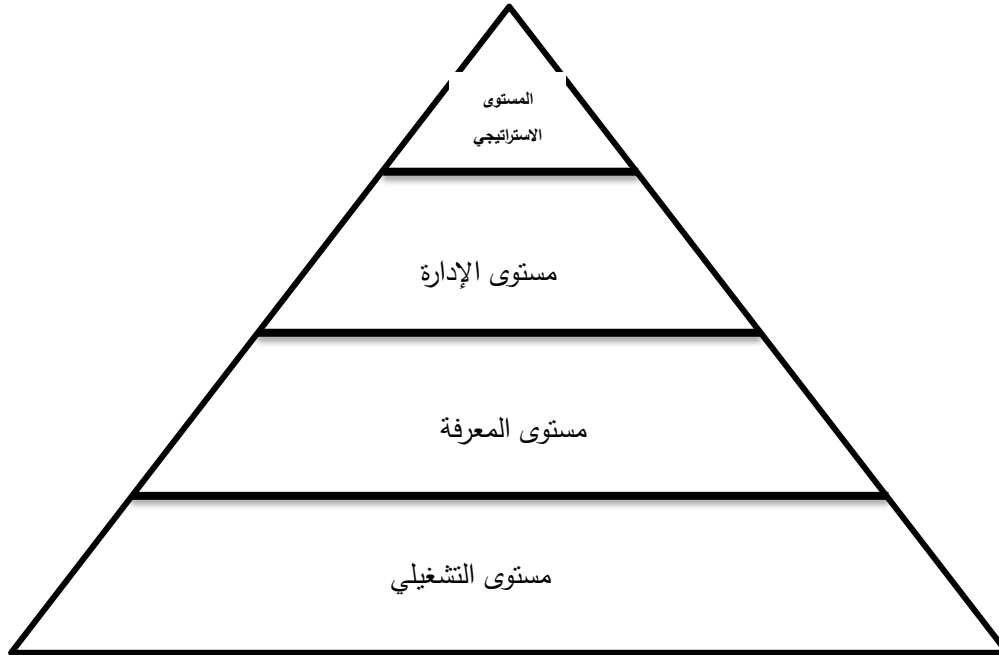 المستوى
الاستراتيجي
مستوى الإدارة
مستوى المعرفة
مستوى التشغيلي